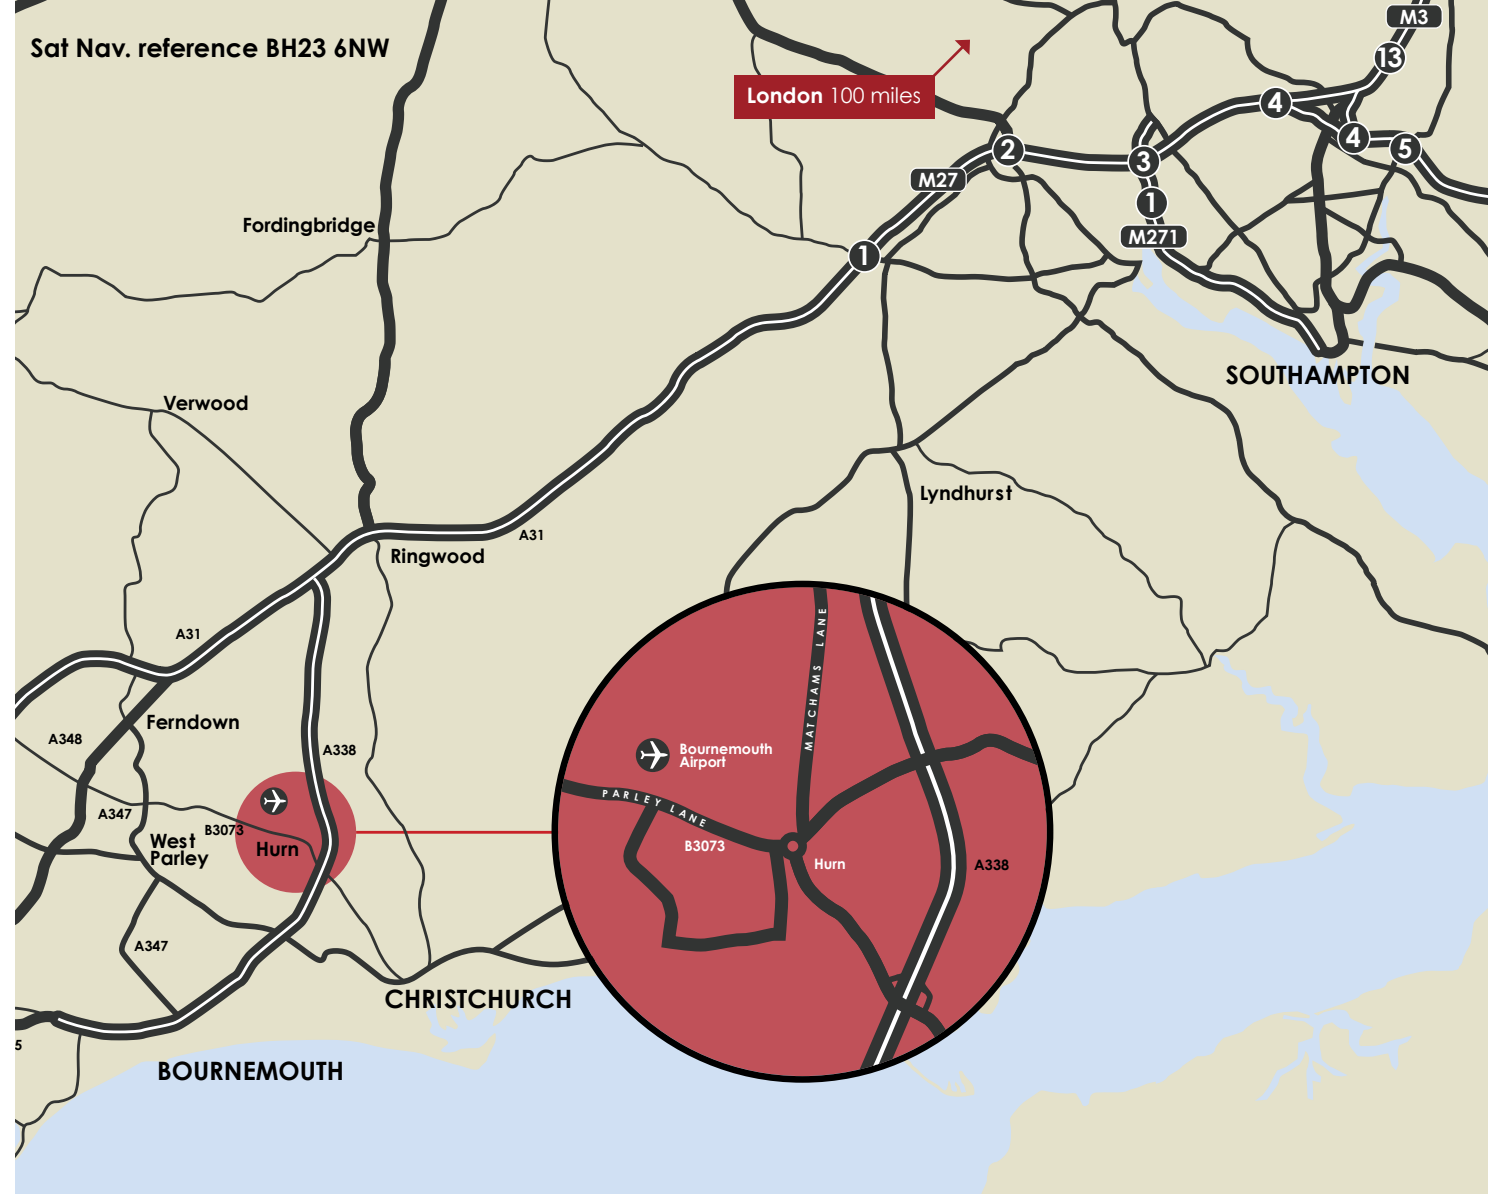 M3
Sat Nav. reference BH23 6NW
13
London 100 miles
4
4
5
2
3
M27
1
Fordingbridge
M271
1
SOUTHAMPTON
Verwood
Lyndhurst
A31
Ringwood
A31
MATCHAMS LANE
Ferndown
A348
A338
Bournemouth
Airport
PARLEY LANE
A347
B3073
West
Parley
Hurn
B3073
Hurn
A338
A347
CHRISTCHURCH
5
BOURNEMOUTH